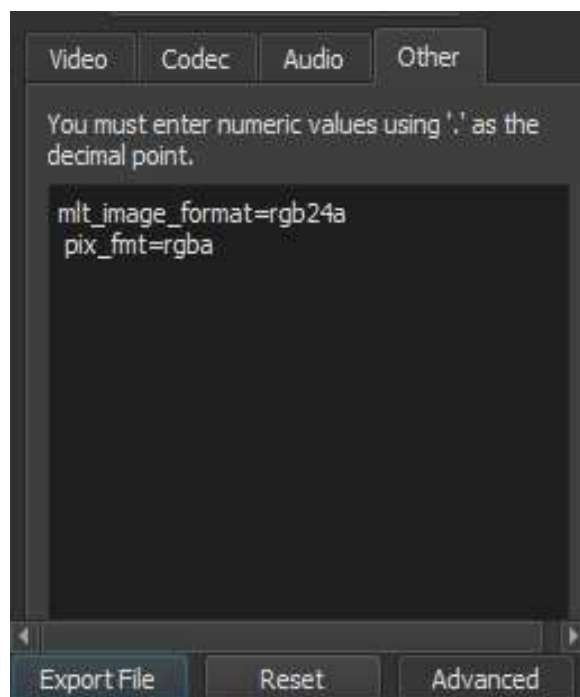 Video Codec Audio Other
You must enter numeric values using '.' as the
decimal point.
mlt_image_format=rgb24a
pix_fmt=rgba
Export File Reset Advanced